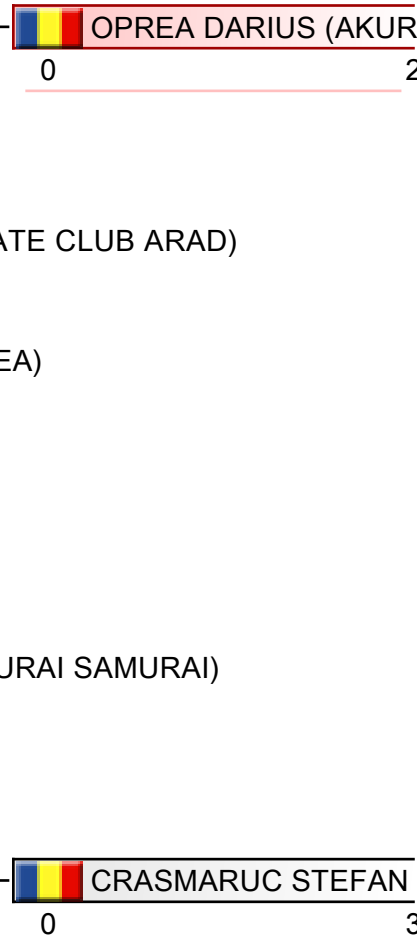 OPREA DARIUS (AKUR
0 2
ATE CLUB ARAD)
EA)
URAI SAMURAI)
CRASMARUC STEFAN
0 3